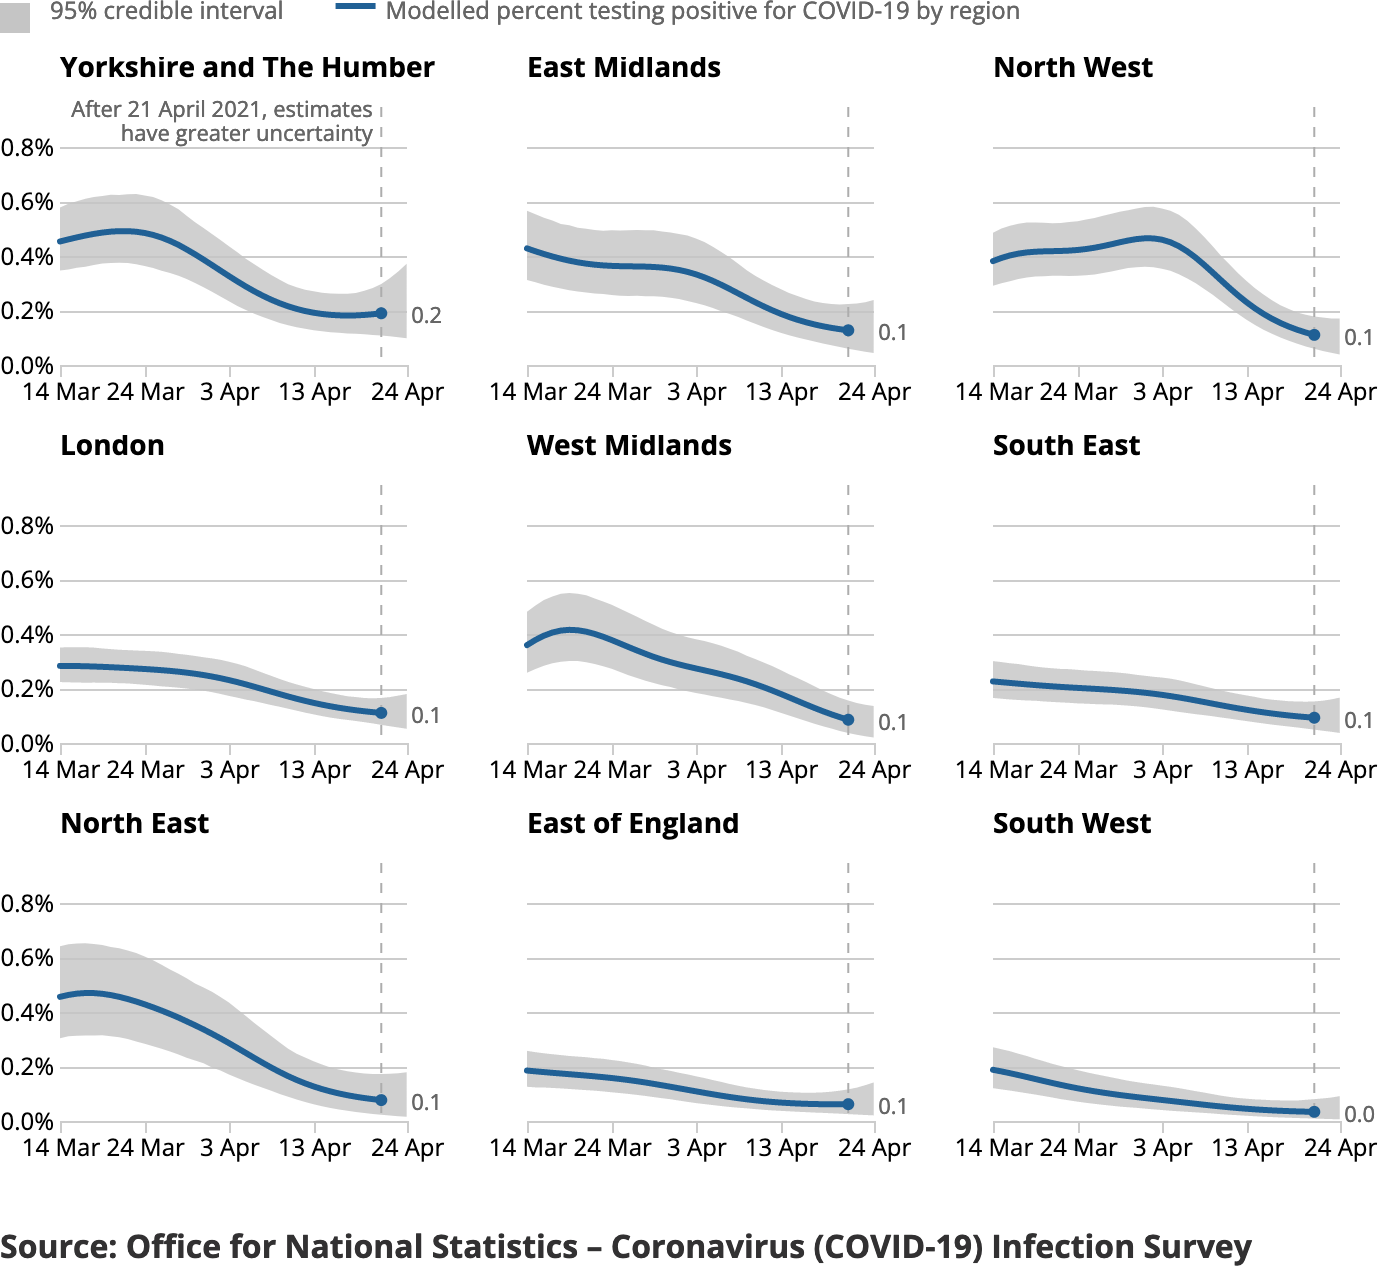 95% credible interval Modelled percent testing positive for COVID-19 by region
Yorkshire and The Humber
After 21 April 2021, estimates
have greater uncertainty
0.8%
0.6%
0.4%
0.2%
0.0%
0.2
14 Mar 24 Mar 3 Apr 13 Apr 24 Apr
East Midlands
0.1
14 Mar 24 Mar 3 Apr 13 Apr 24 Apr
North West
0.1
14 Mar 24 Mar 3 Apr 13 Apr 24 Apr
London
0.8%
0.6%
0.4%
0.2%
0.0%
0.1
14 Mar 24 Mar 3 Apr 13 Apr 24 Apr
West Midlands
0.1
14 Mar 24 Mar 3 Apr 13 Apr 24 Apr
South East
0.1
14 Mar 24 Mar 3 Apr 13 Apr 24 Apr
North East
0.8%
0.6%
0.4%
0.2%
0.0%
0.1
14 Mar 24 Mar 3 Apr 13 Apr 24 Apr
East of England
0.1
14 Mar 24 Mar 3 Apr 13 Apr 24 Apr
South West
0.0
14 Mar 24 Mar 3 Apr 13 Apr 24 Apr
Source: Office for National Statistics – Coronavirus (COVID-19) Infection Survey